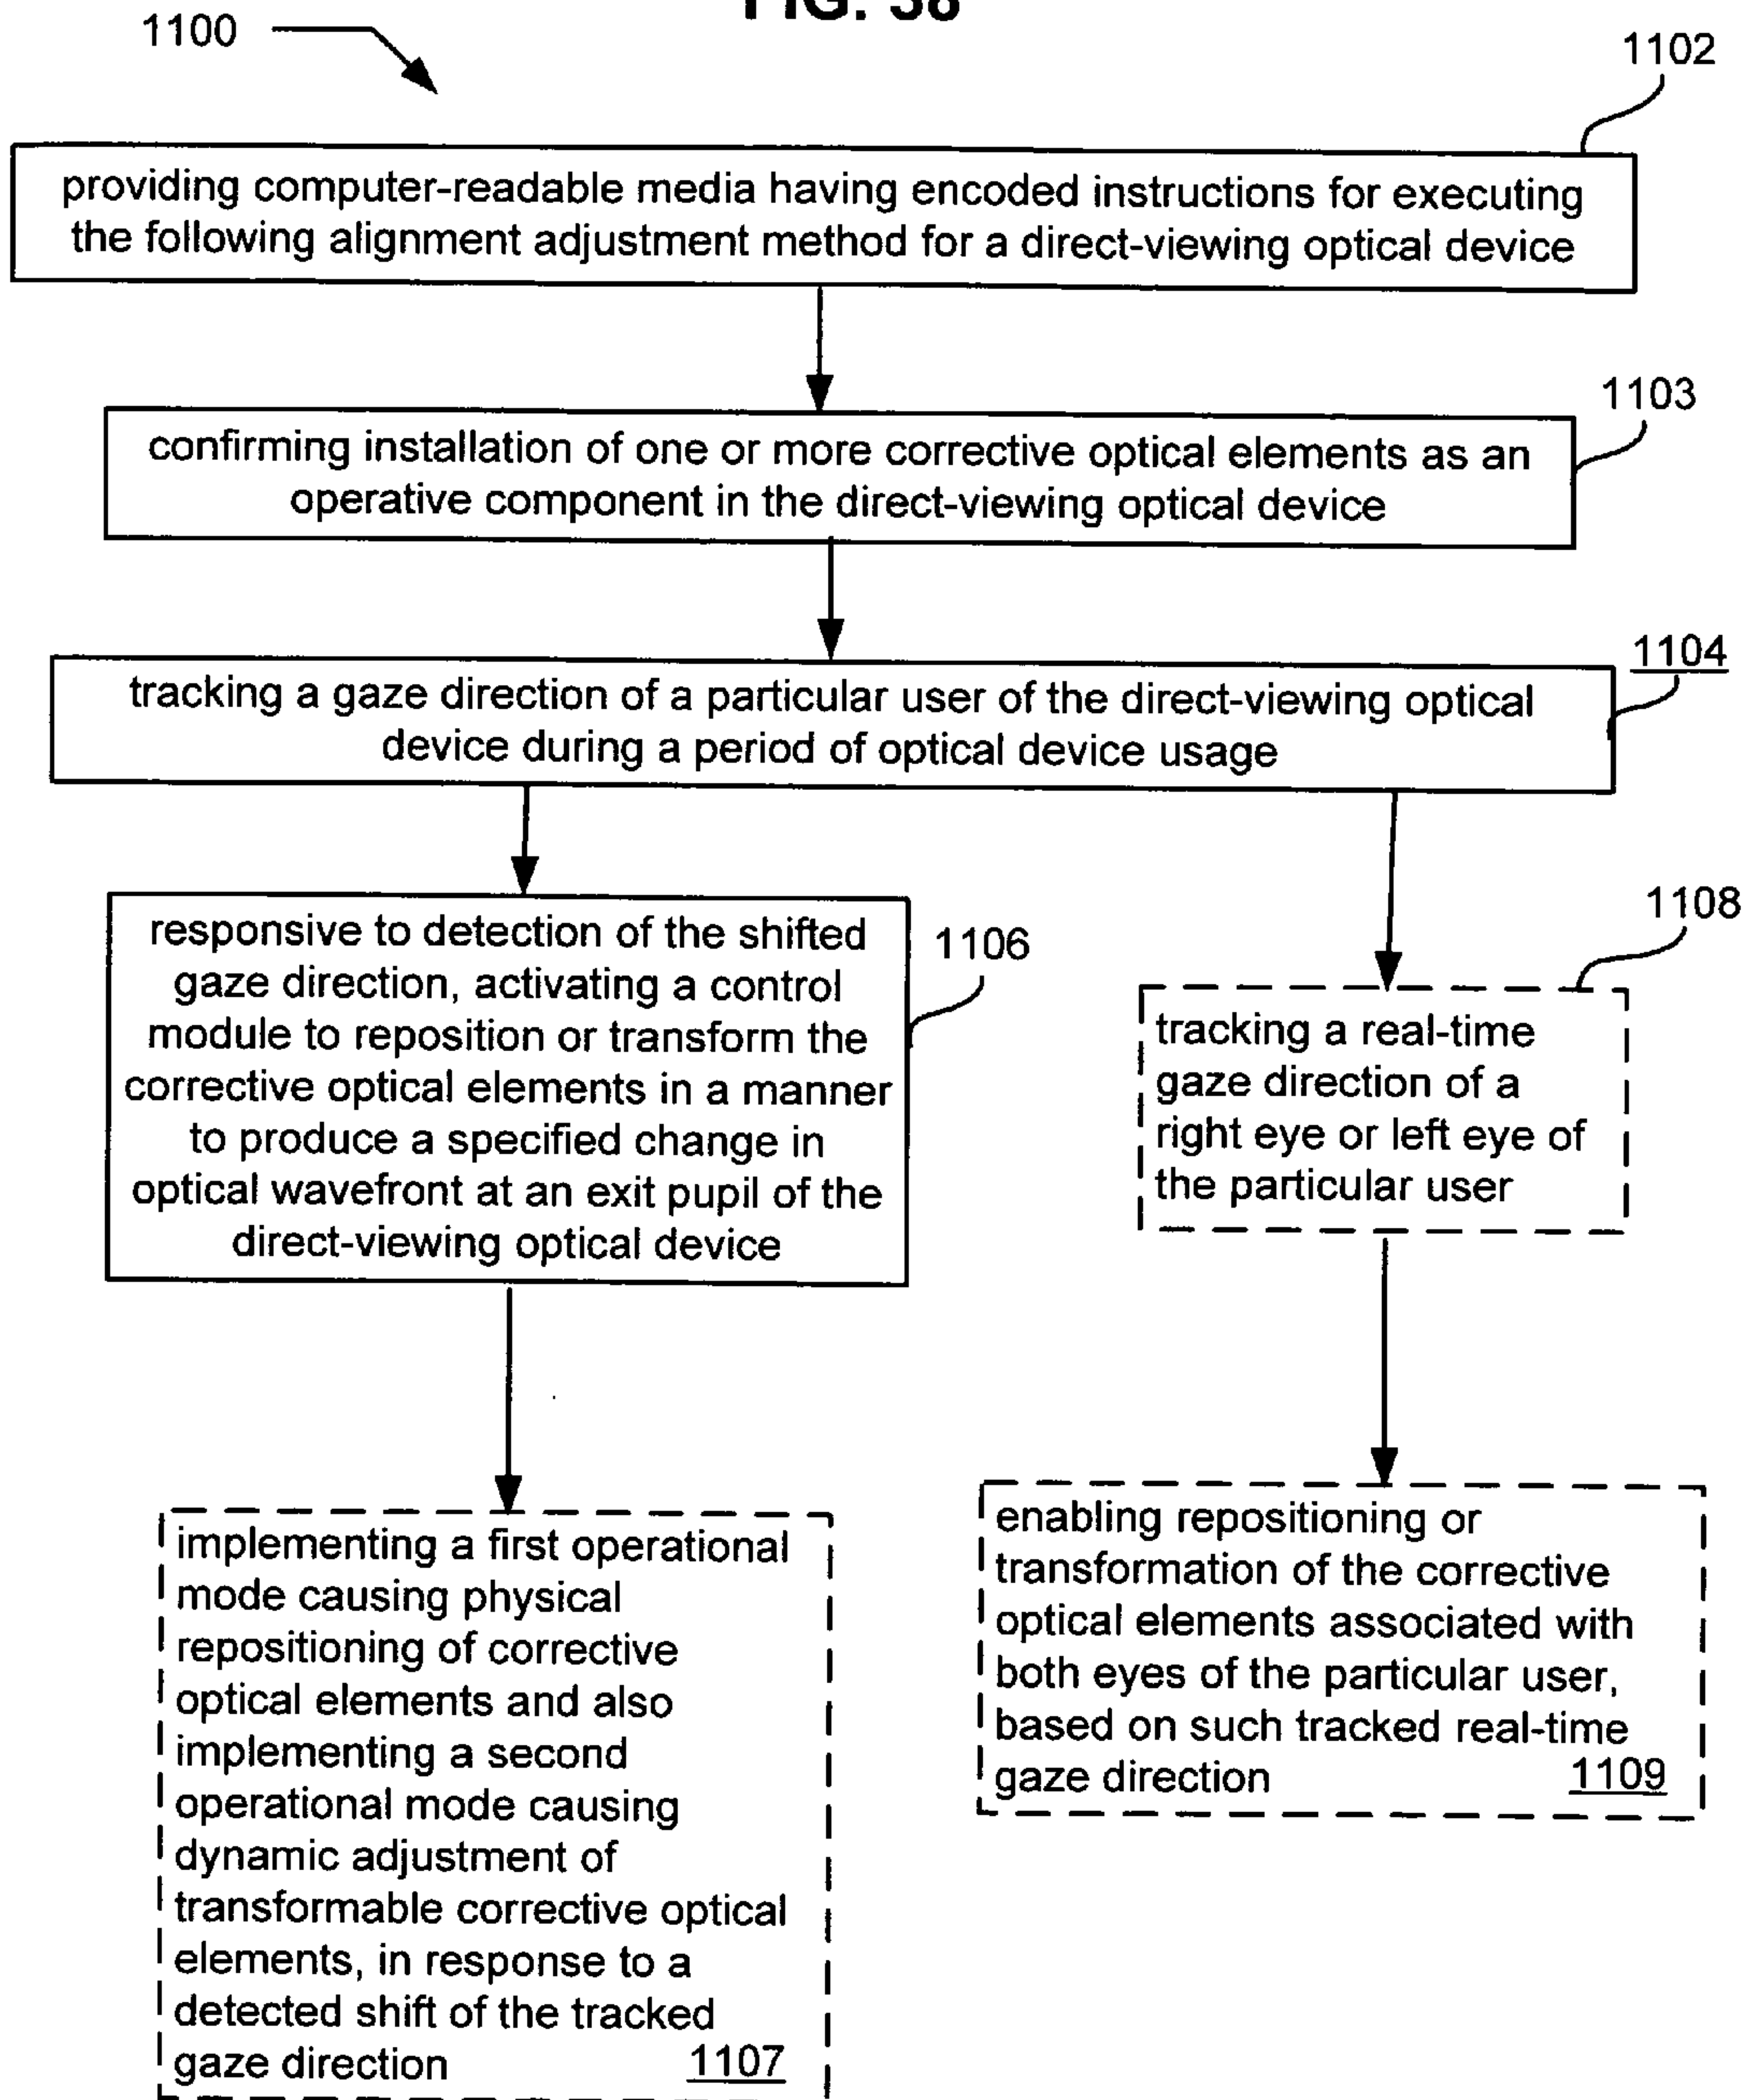 FIG. 38
1100
1102
providing computer-readable media having encoded instructions for executing
the following alignment adjustment method for a direct-viewing optical device
1103
confirming installation of one or more corrective optical elements as an
operative component in the direct-viewing optical device
1104
tracking a gaze direction of a particular user of the direct-viewing optical
device during a period of optical device usage
1106
responsive to detection of the shifted
gaze direction, activating a control
module to reposition or transform the
corrective optical elements in a manner
to produce a specified change in
optical wavefront at an exit pupil of the
direct-viewing optical device
1108
tracking a real-time
gaze direction of a
right eye or left eye of
the particular user
implementing a first operational
mode causing physical
repositioning of corrective
optical elements and also
implementing a second
operational mode causing
dynamic adjustment of
transformable corrective optical
elements, in response to a
detected shift of the tracked
gaze direction 1107
enabling repositioning or
transformation of the corrective
optical elements associated with
both eyes of the particular user,
based on such tracked real-time
gaze direction 1109